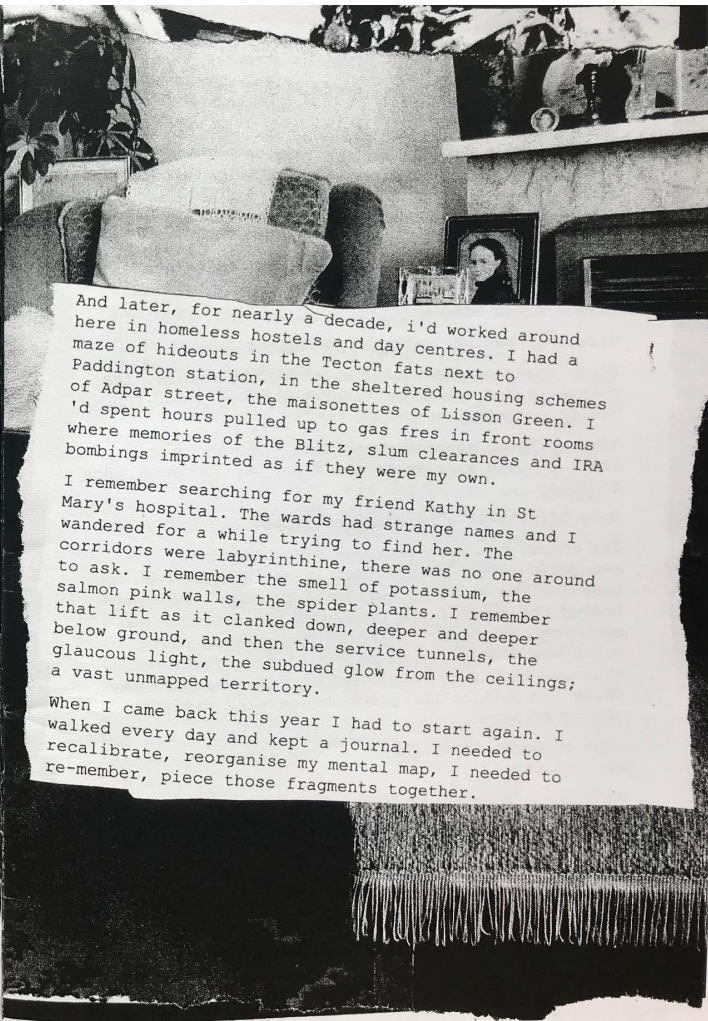 And later, for nearly a decade, i'd worked around
here in homeless hostels and day centres. I had a
maze of hideouts in the Tecton fats next to
Paddington station, in the sheltered housing schemes
of Adpar street, the maisonettes of Lisson Green. I
'd spent hours pulled up to gas fres in front rooms
where memories of the Blitz, slum clearances and IRA
bombings imprinted as if they were my own.
I remember searching for my friend Kathy in St
Mary's hospital. The wards had strange names and I
wandered for a while trying to find her. The
corridors were labyrinthine, there was no one around
to ask. I remember the smell of potassium, the
salmon pink walls, the spider plants. I remember
that lift as it clanked down, deeper and deeper
below ground, and then the service tunnels, the
glaucous light, the subdued glow from the ceilings;
a vast unmapped territory.
When I came back this year I had to start again. I
walked every day and kept a journal. I needed to
recalibrate, reorganise my mental map, I needed to
re-member, piece those fragments together.